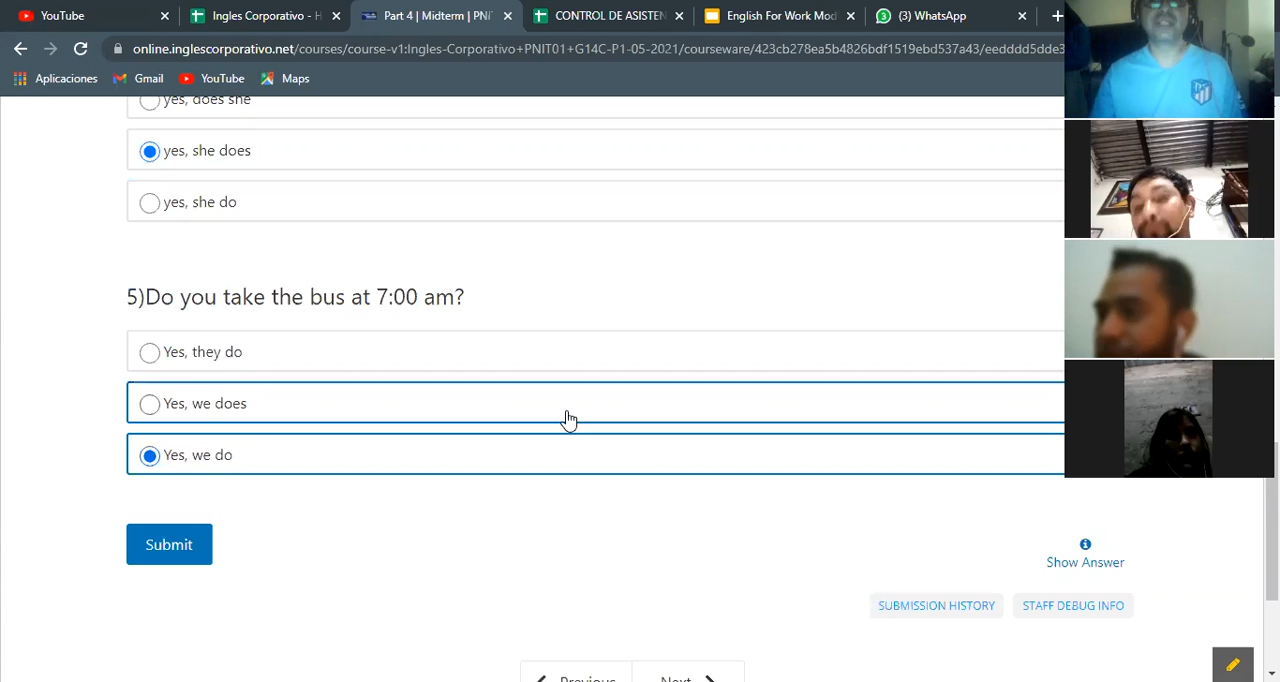 YouTube
Ingles Corporativo - H
Part 4 | Midterm | PNI
CONTROL DE ASISTEN
English For Work Mod
(3) WhatsApp
online.inglescorporativo.net/courses/course-v1:Ingles-Corporativo+PNIT01+G14C-P1-05-2021/courseware/423cb278ea5b4826bdf1519ebd537a43/eedddd5dde3
Aplicaciones
Gmail
YouTube
Maps
yes, does she
yes, she does
yes, she do
5)Do you take the bus at 7:00 am?
Yes, they do
Yes, we does
Yes, we do
Submit
Show Answer
SUBMISSION HISTORY
STAFF DEBUG INFO
Previous
Next